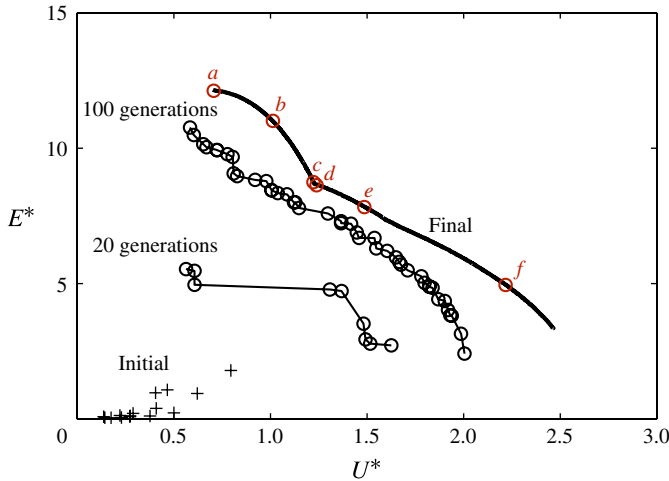 15
a
100 generations
b
10
c
d
e
E*
Final
20 generations
f
5
Initial
0
0.5
1.0
1.5
2.0
2.5
3.0
U*